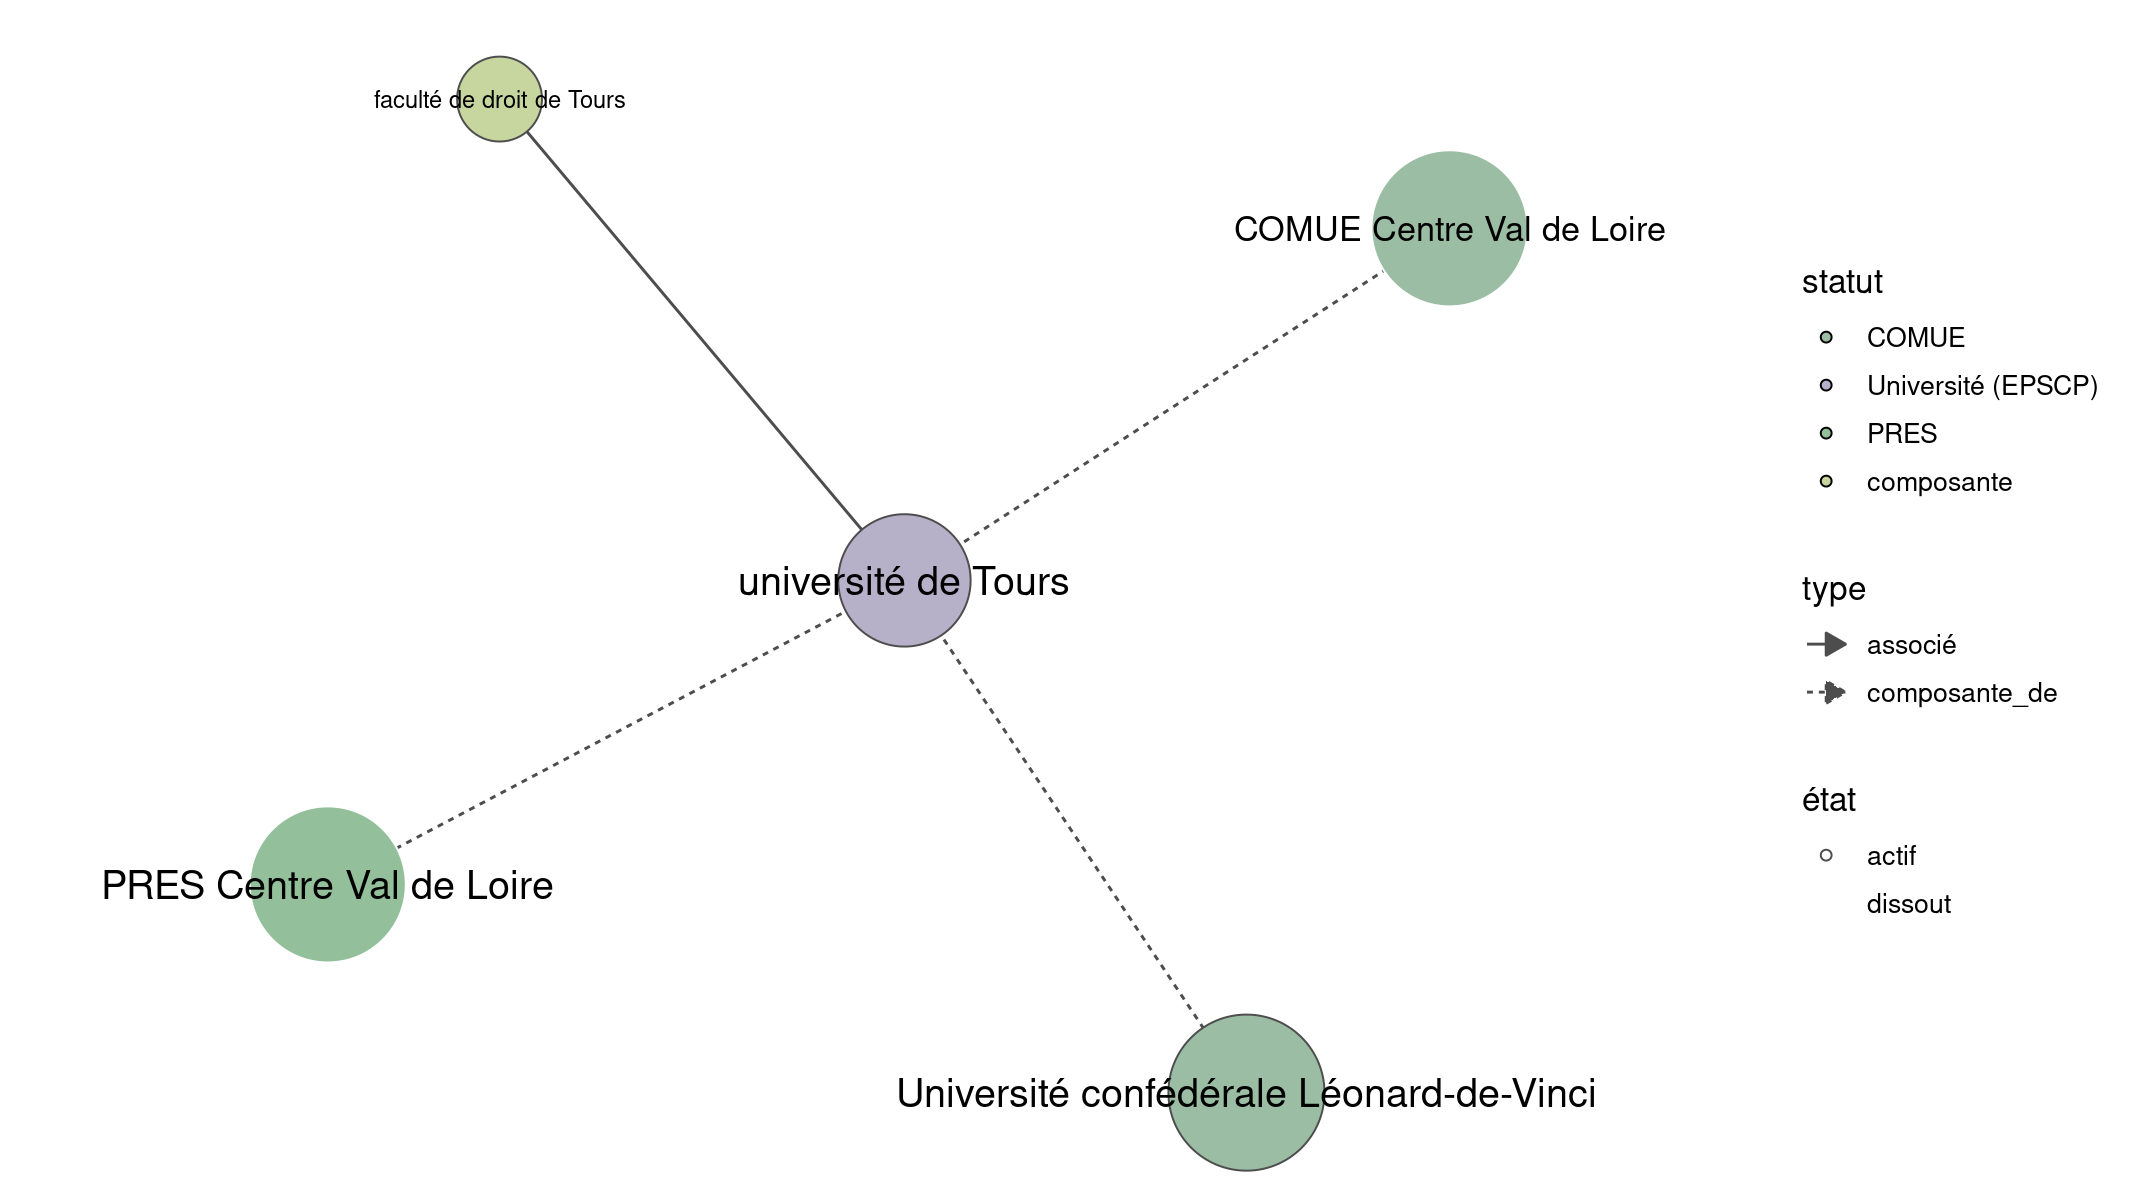 faculté de droit de Tours
COMUE Centre Val de Loire
université de Tours
PRES Centre Val de Loire
Université confédérale Léonard-de-Vinci
statut
COMUE
Université (EPSCP)
PRES
composante
type
associé
composante_de
état
actif
dissout